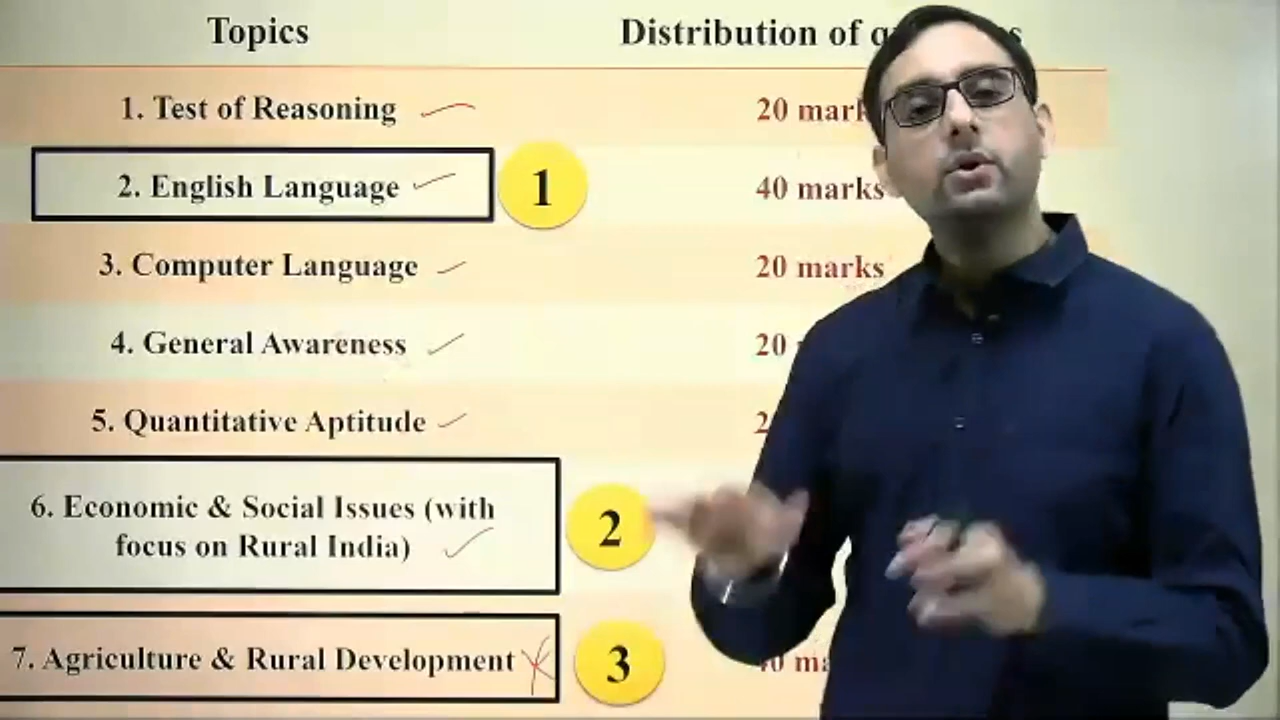 Topics
Distribution of
1. Test of Reasoning
20
2. English Language
1
40 marks
3. Computer Language
20 marks
4. General Awareness
20
5. Quantitative Aptitude
6. Economic & Social Issues (with
focus on Rural India)
2
7. Agriculture & Rural Development
3